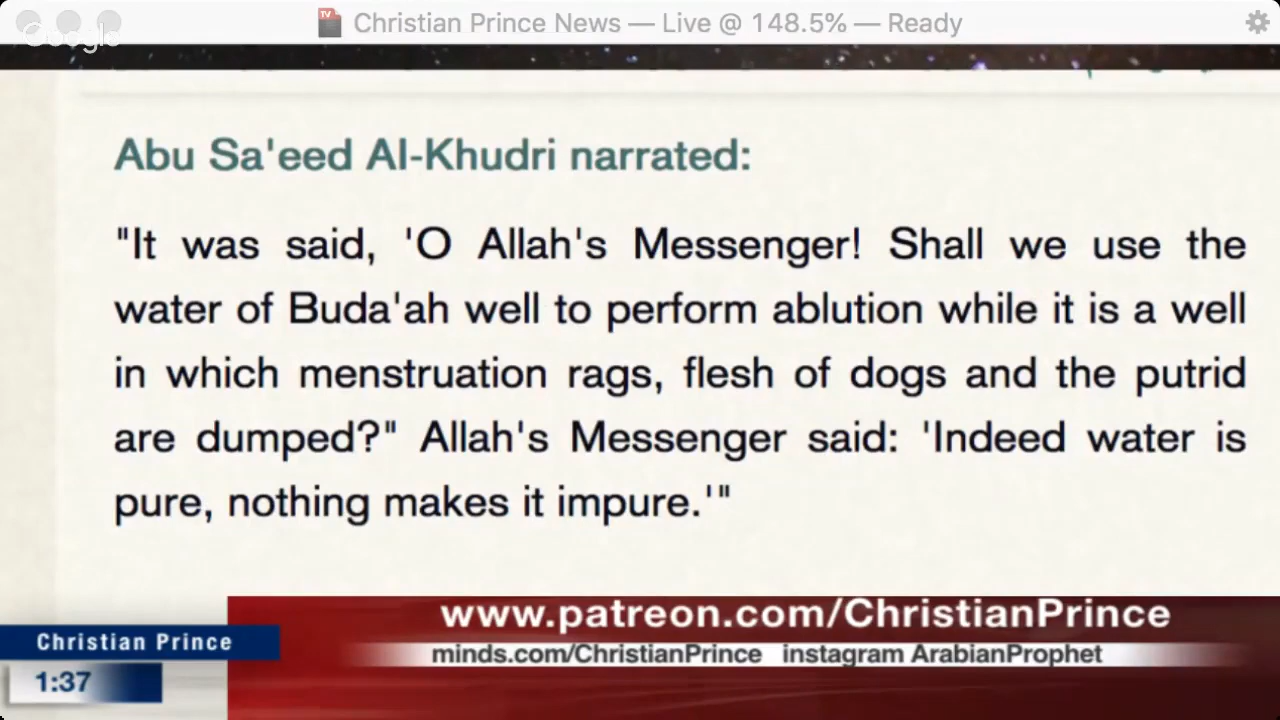 Christian Prince News — Live @ 148.5% — Ready
Google
Abu Sa'eed Al-Khudri narrated:
"It was said, 'O Allah's Messenger! Shall we use the
water of Buda'ah well to perform ablution while it is a well
in which menstruation rags, flesh of dogs and the putrid
are dumped?" Allah's Messenger said: 'Indeed water is
pure, nothing makes it impure.'"
www.patreon.com/ChristianPrince
Christian Prince
minds.com/ChristianPrince instagram ArabianProphet
1:37